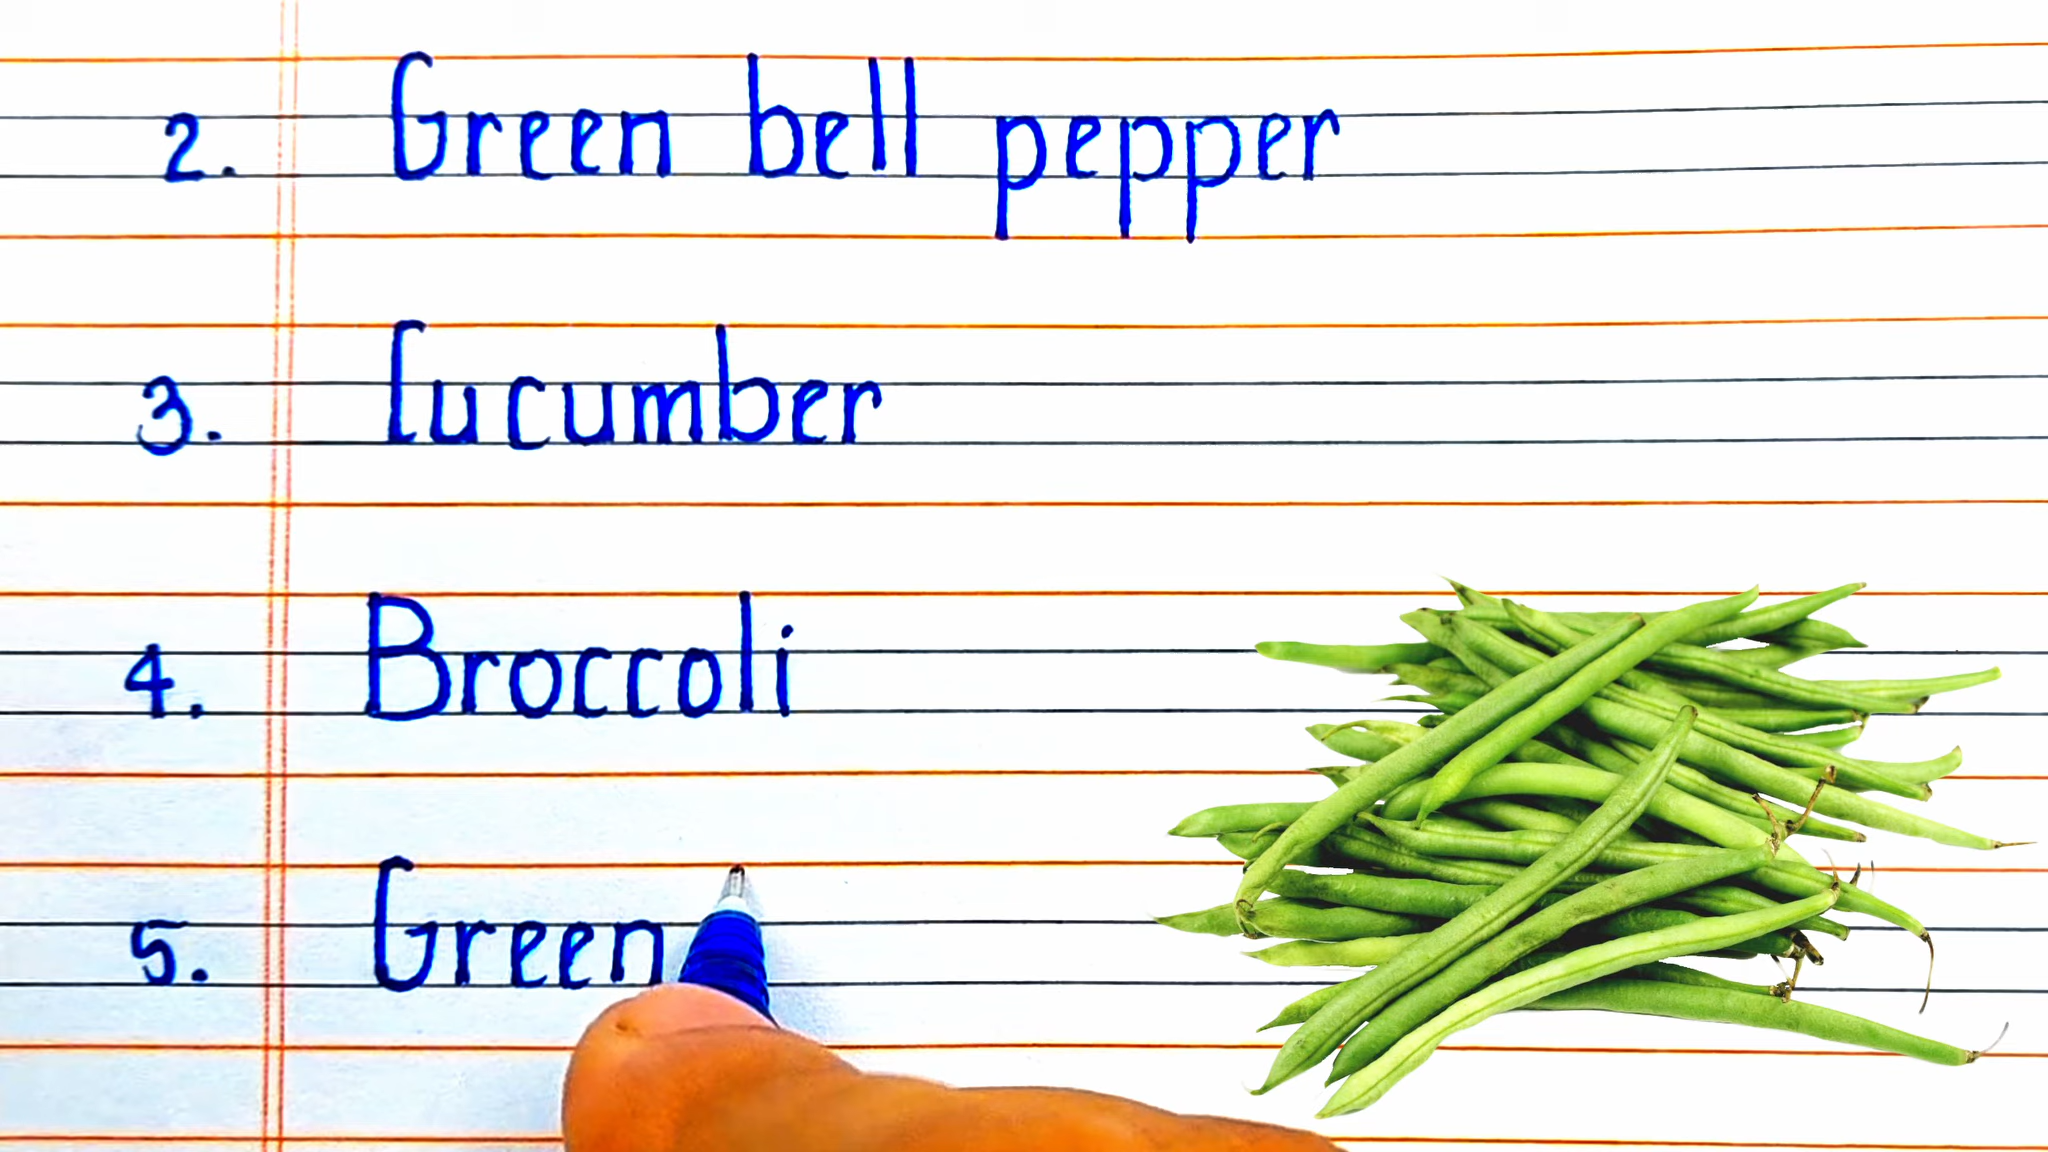 2. Green bell pepper
3. Cucumber
4. Broccoli
5. Green